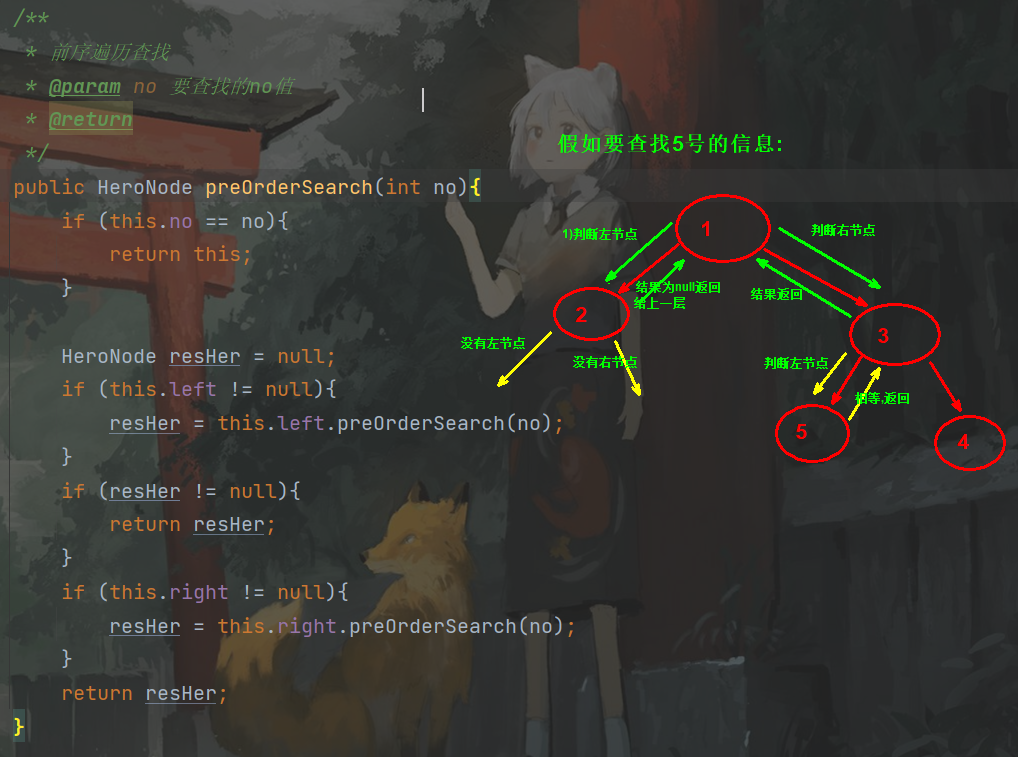 /**
* 前序遍历查找
* @param no 要查找的no值
* @return
*/
public HeroNode preOrderSearch(int no){
if (this.no == no){
return this;
}
HeroNode resHer = null;
if (this.left != null){
resHer = this.left.preOrderSearch(no);
}
if (resHer != null){
return resHer;
}
if (this.right != null){
resHer = this.right.preOrderSearch(no);
}
return resHer;
}
假如要查找5号的信息:
1
1)判断左节点
判断右节点
结果为null返回
给上一层
结果返回
2
3
没有左节点
没有右节点
判断左节点
相等,返回
5
4